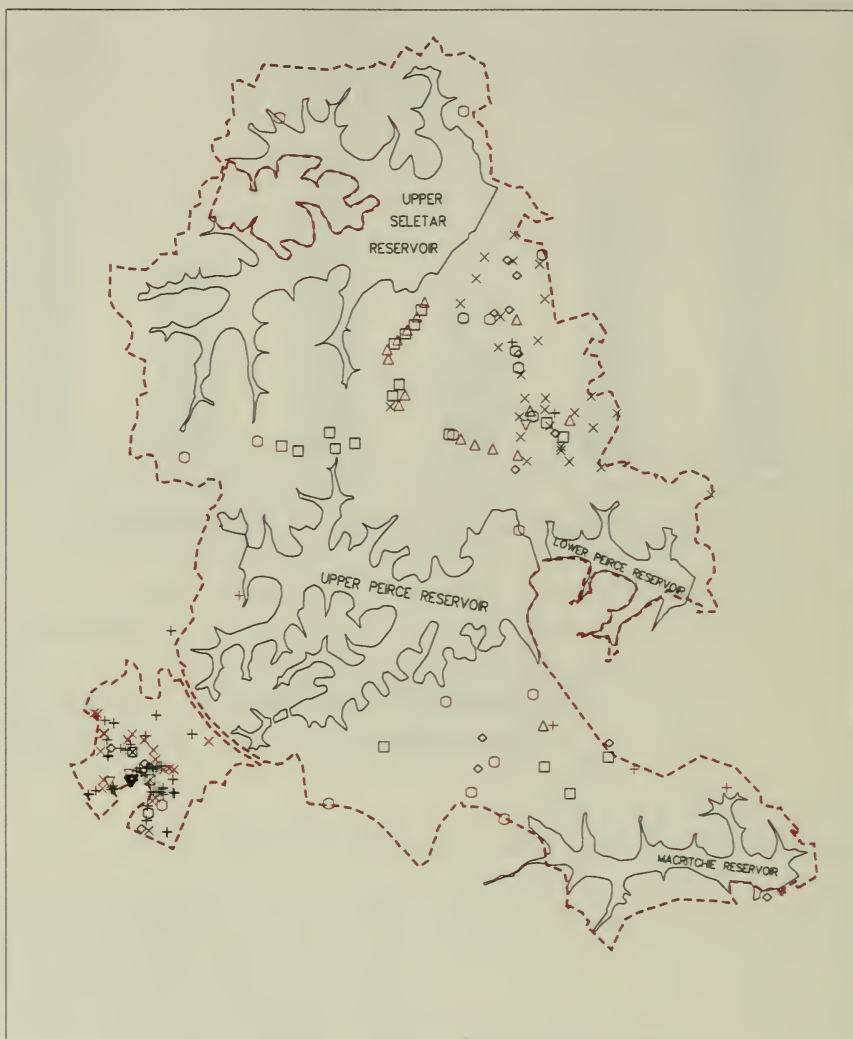 UPPER
SELETAR
RESERVOIR
LOWER PEIRCE RESERVOIR
UPPER PEIRCE RESERVOIR
MACRITCHIE RESERVOIR